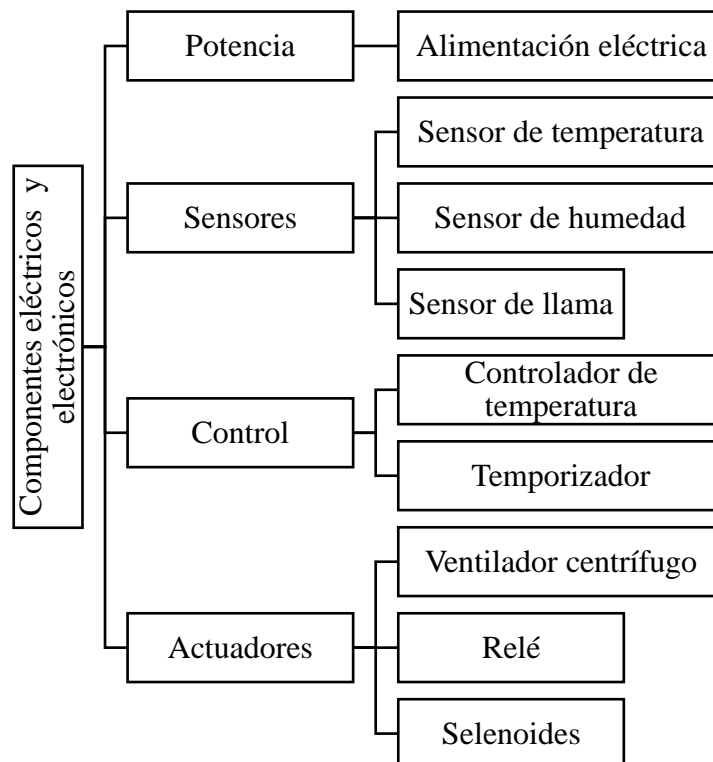 Componentes eléctricos y
electrónicos
Potencia
Alimentación eléctrica
Sensores
Sensor de temperatura
Sensor de humedad
Sensor de llama
Control
Controlador de
temperatura
Temporizador
Actuadores
Ventilador centrífugo
Relé
Selenoides